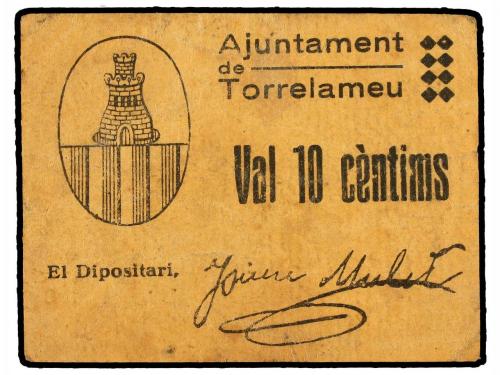 Ajuntament
de
Torrelameu
Val 10 cèntims
El Dipositari,